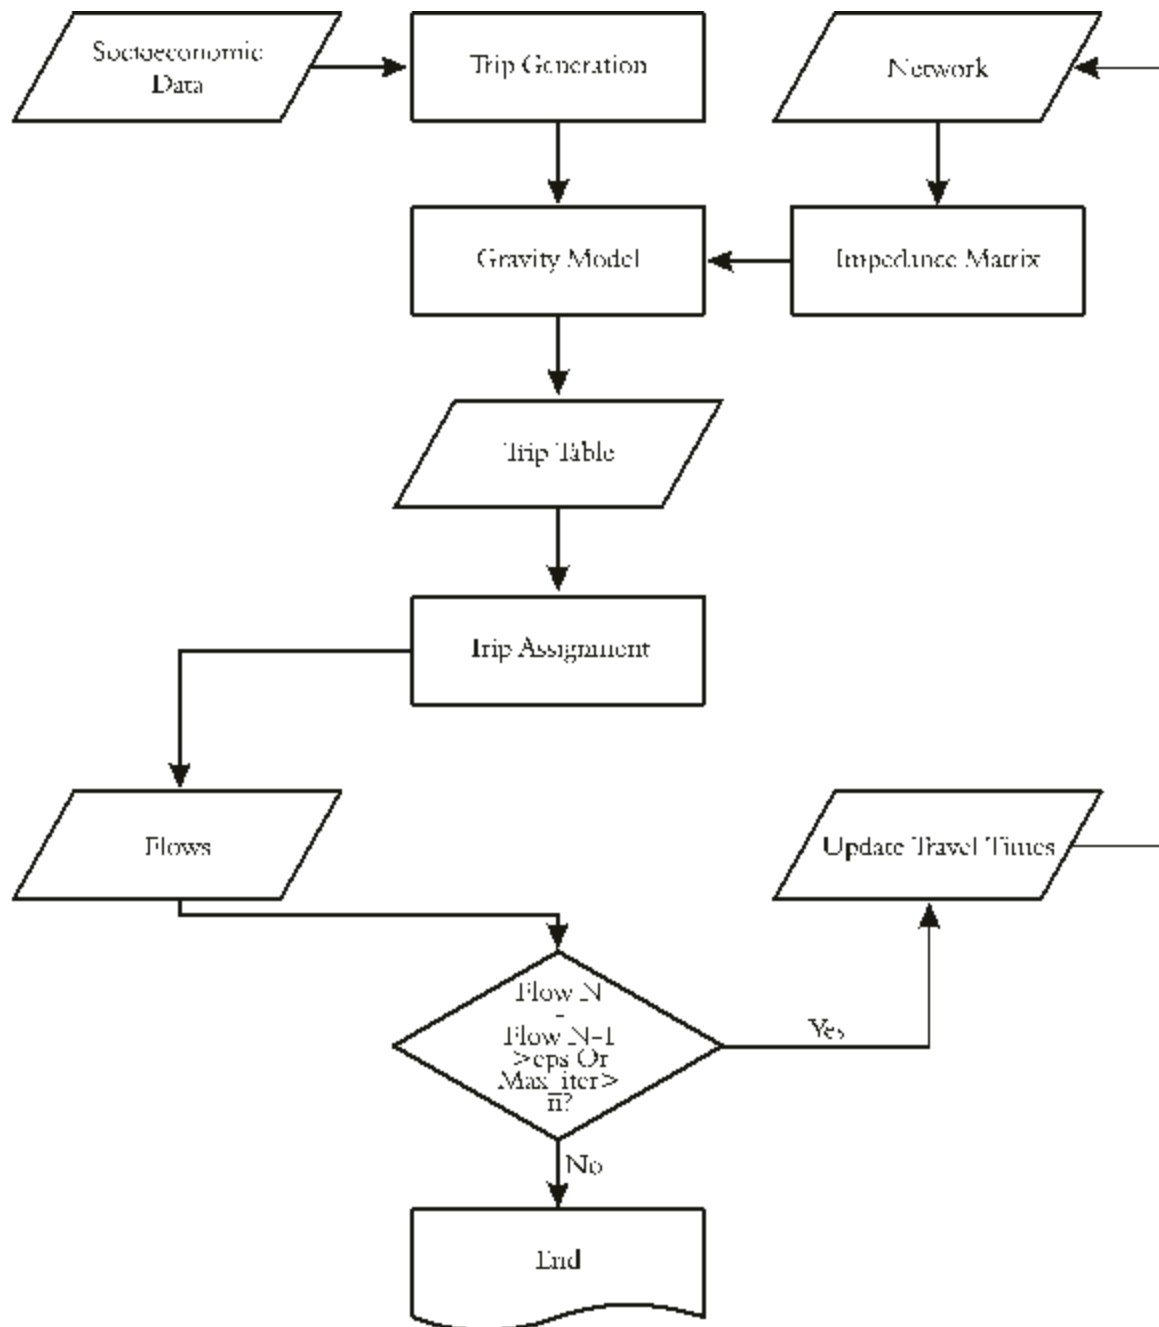 Socioeconomic
Data
Trip Generation
Network
Gravity Model
Impedance Matrix
Trip Table
Trip Assignment
Flows
Update Travel Times
Flow N
-
Flow N-1
>eps Or
Max_iter>
n?
Yes
No
End